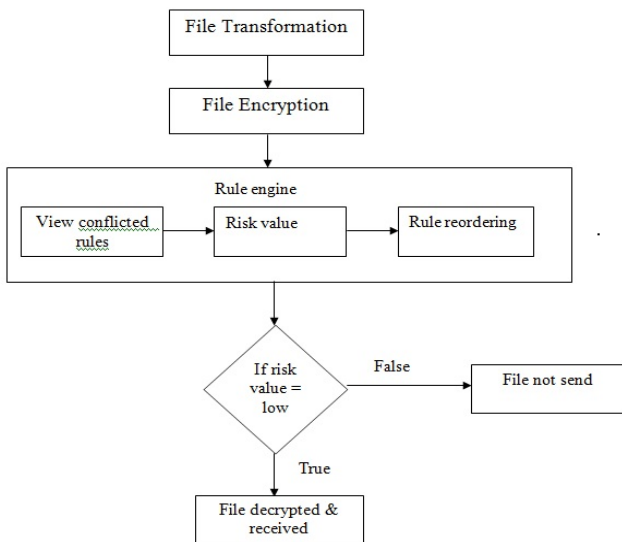 File Transformation
File Encryption
Rule engine
View conflicted
rules
Risk value
Rule reordering
.
If risk
value =
low
False
File not send
True
File decrypted &
received